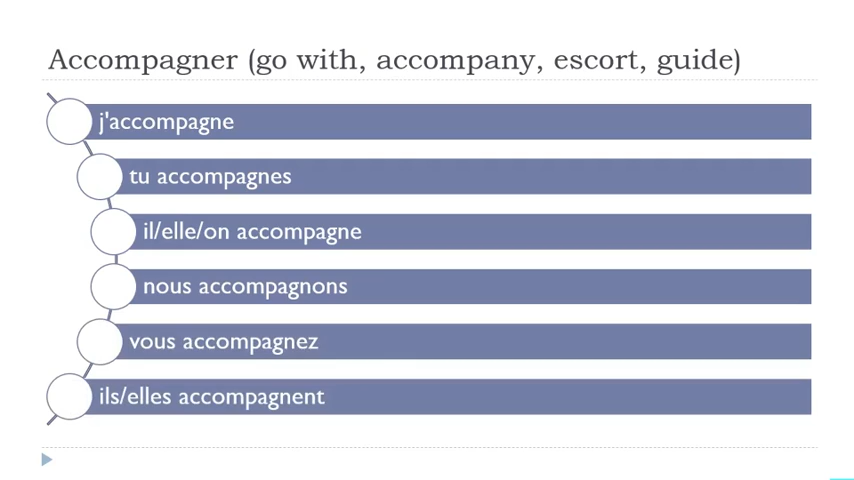 Accompagner (go with, accompany, escort, guide)
j'accompagne
tu accompagnes
il/elle/on accompagne
nous accompagnons
vous accompagnez
ils/elles accompagnent